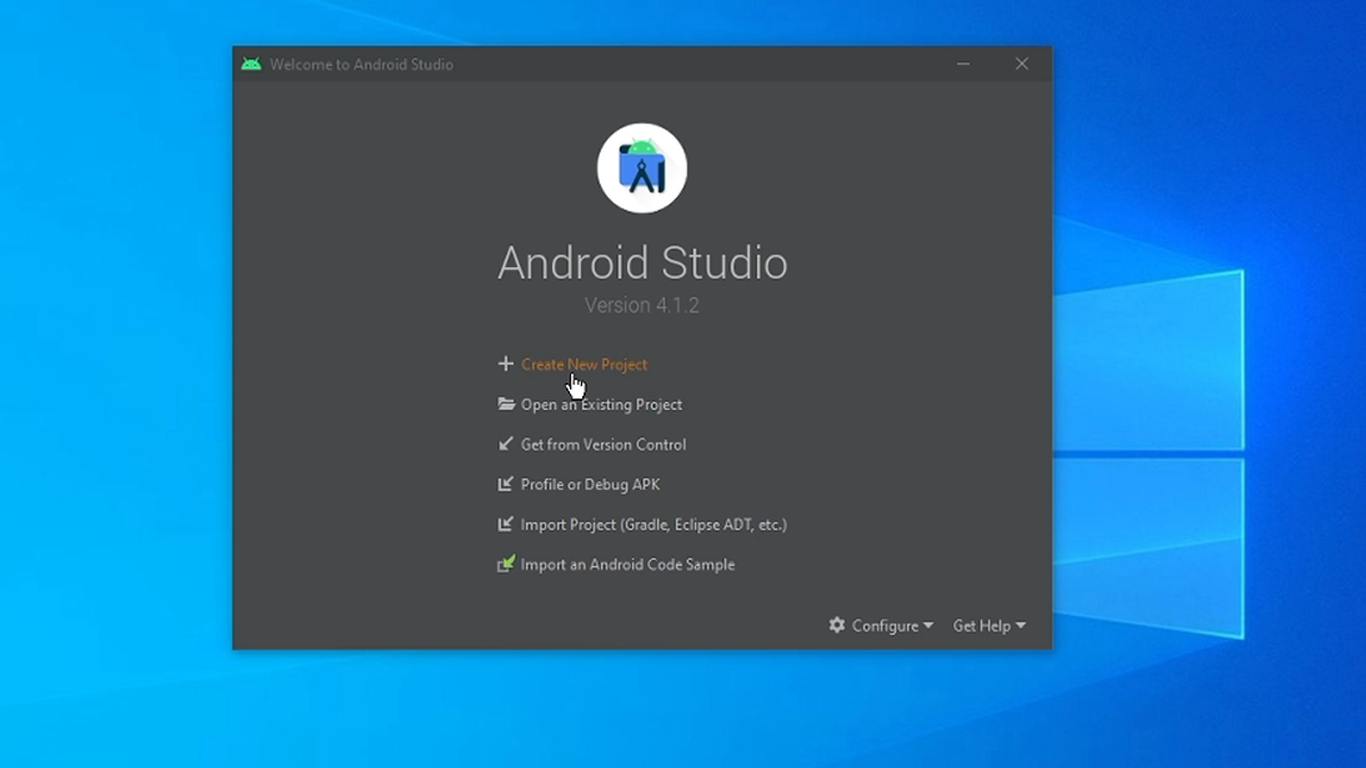 Welcome to Android Studio
Android Studio
Version 4.1.2
Create New Project
Open an Existing Project
Get from Version Control
Profile or Debug APK
Import Project (Gradle, Eclipse ADT, etc.)
Import an Android Code Sample
Configure Get Help